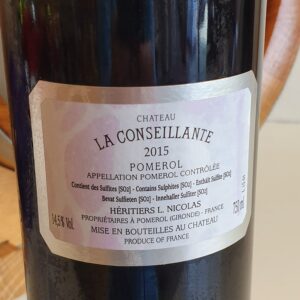 CHATEAU
LA CONSEILLANTE
2015
POMEROL
APPELLATION POMEROL CONTRÔLÉE
Contient des Sulfites [SO2] - Contains Sulphites [SO2] - Enthält Sulfite [SO2]
Bevat Sulfieten [SO2] - Innehaller Sulfiter [SO2]
HÉRITIERS L. NICOLAS
14,5% Vol.
PROPRIÉTAIRES À POMEROL (GIRONDE) - FRANCE
750 ml
MISE EN BOUTEILLES AU CHATEAU
PRODUCE OF FRANCE